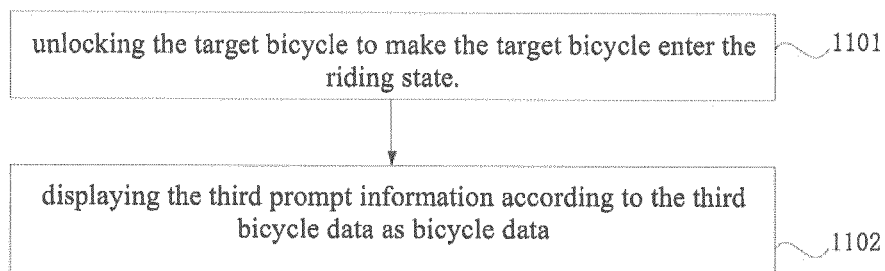 unlocking the target bicycle to make the target bicycle enter the
riding state.
1101
displaying the third prompt information according to the third
bicycle data as bicycle data
1102